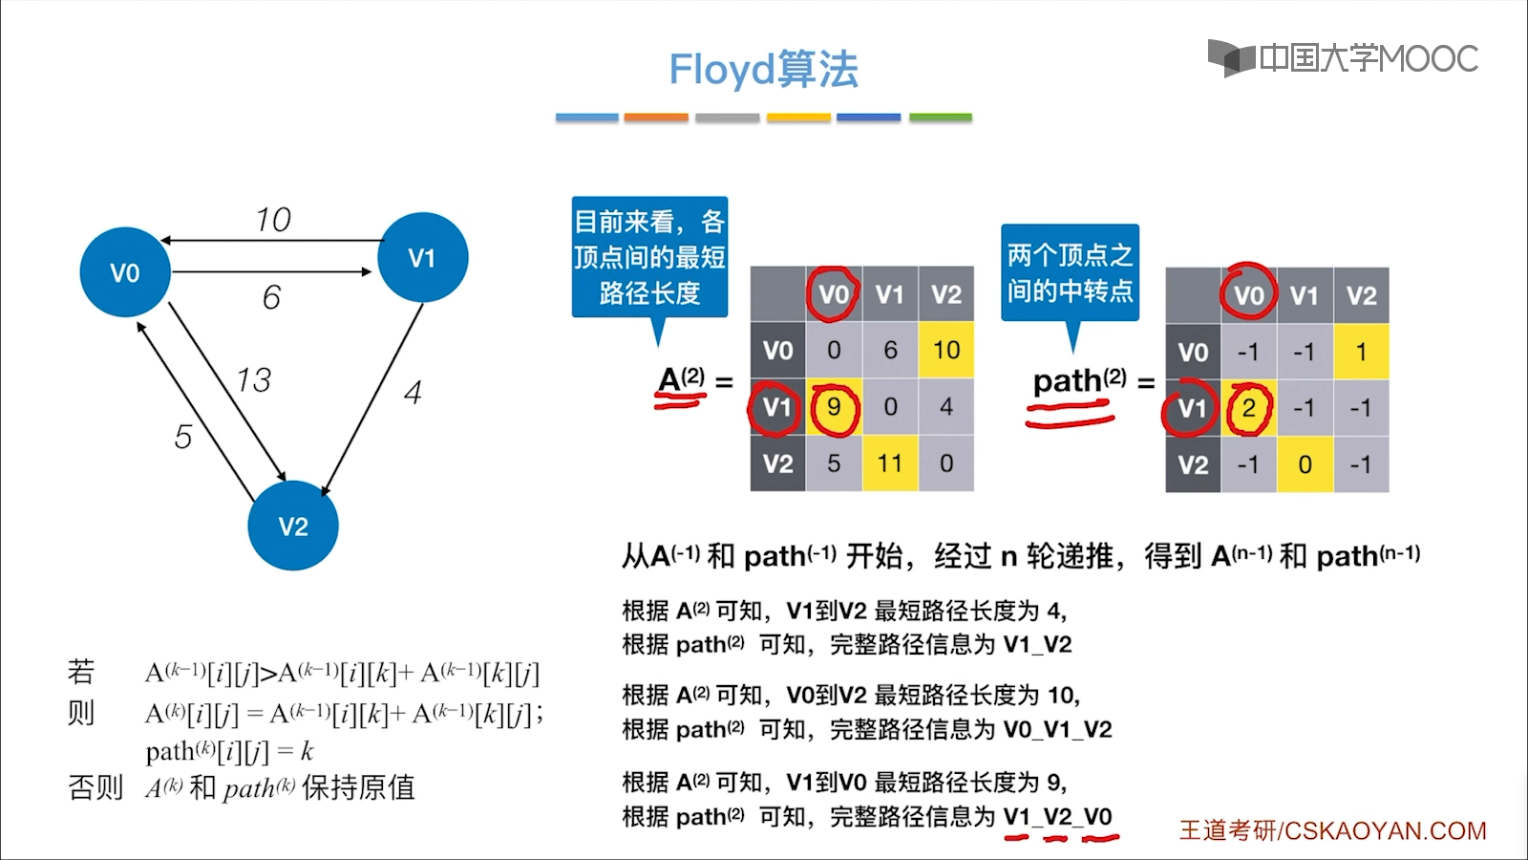 Floyd算法
中国大学MOOC
10
V0
V1
6
13
4
5
V2
目前来看，各
顶点间的最短
路径长度
A(2) =
V0 V1 V2
V0 0 6 10
V1 9 0 4
V2 5 11 0
两个顶点之
间的中转点
path(2) =
V0 V1 V2
V0 -1 -1 1
V1 2 -1 -1
V2 -1 0 -1
从A(-1) 和 path(-1) 开始，经过 n 轮递推，得到 A(n-1) 和 path(n-1)
根据 A(2) 可知，V1到V2 最短路径长度为 4,
根据 path(2) 可知，完整路径信息为 V1_V2
根据 A(2) 可知，V0到V2 最短路径长度为 10,
根据 path(2) 可知，完整路径信息为 V0_V1_V2
根据 A(2) 可知，V1到V0 最短路径长度为 9,
根据 path(2) 可知，完整路径信息为 V1_V2_V0
若 A(k−1)[i][j]>A(k−1)[i][k]+ A(k−1)[k][j]
则 A(k)[i][j] = A(k−1)[i][k]+ A(k−1)[k][j]；
path(k)[i][j] = k
否则 A(k) 和 path(k) 保持原值
王道考研/CSKAOYAN.COM